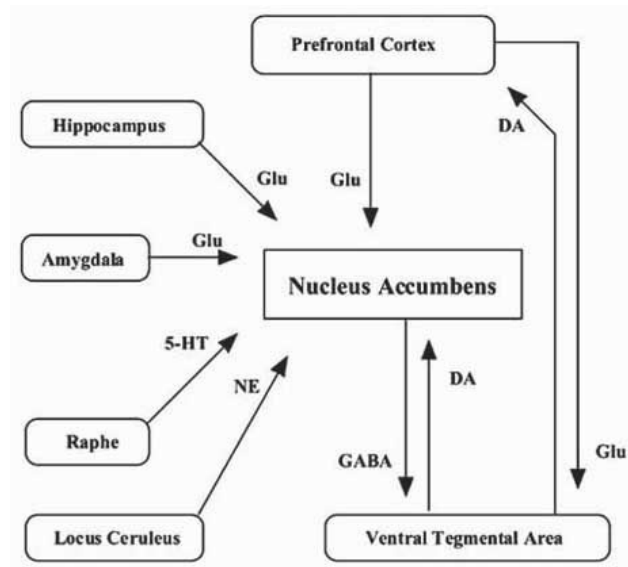 Prefrontal Cortex
DA
Hippocampus
Glu
Glu
Glu
Amygdala
Nucleus Accumbens
5-HT
NE
DA
Raphe
GABA
Glu
Locus Ceruleus
Ventral Tegmental Area